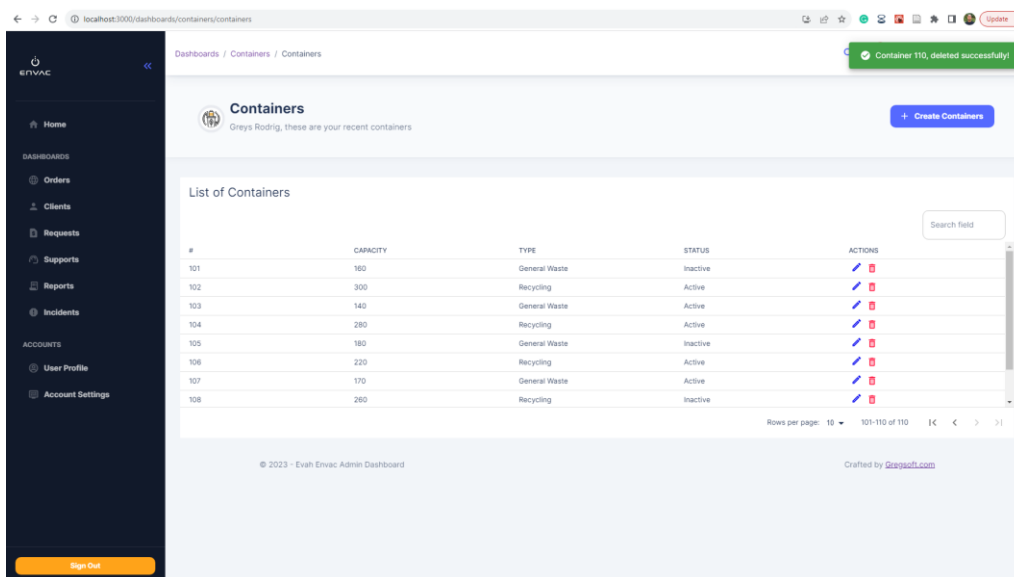 localhost:3000/dashboards/containers/containers
Update
ENVAC
«
Home
DASHBOARDS
Orders
Clients
Requests
Supports
Reports
Incidents
ACCOUNTS
User Profile
Account Settings
Sign Out
Dashboards / Containers / Containers
Container 110, deleted successfully!
Containers
Greys Rodrig, these are your recent containers
+ Create Containers
List of Containers
Search field
# CAPACITY TYPE STATUS ACTIONS
101 160 General Waste Inactive
102 300 Recycling Active
103 140 General Waste Active
104 280 Recycling Active
105 180 General Waste Inactive
106 220 Recycling Active
107 170 General Waste Active
108 260 Recycling Inactive
Rows per page: 10 101-110 of 110
© 2023 - Evah Envac Admin Dashboard
Crafted by Gregsoft.com